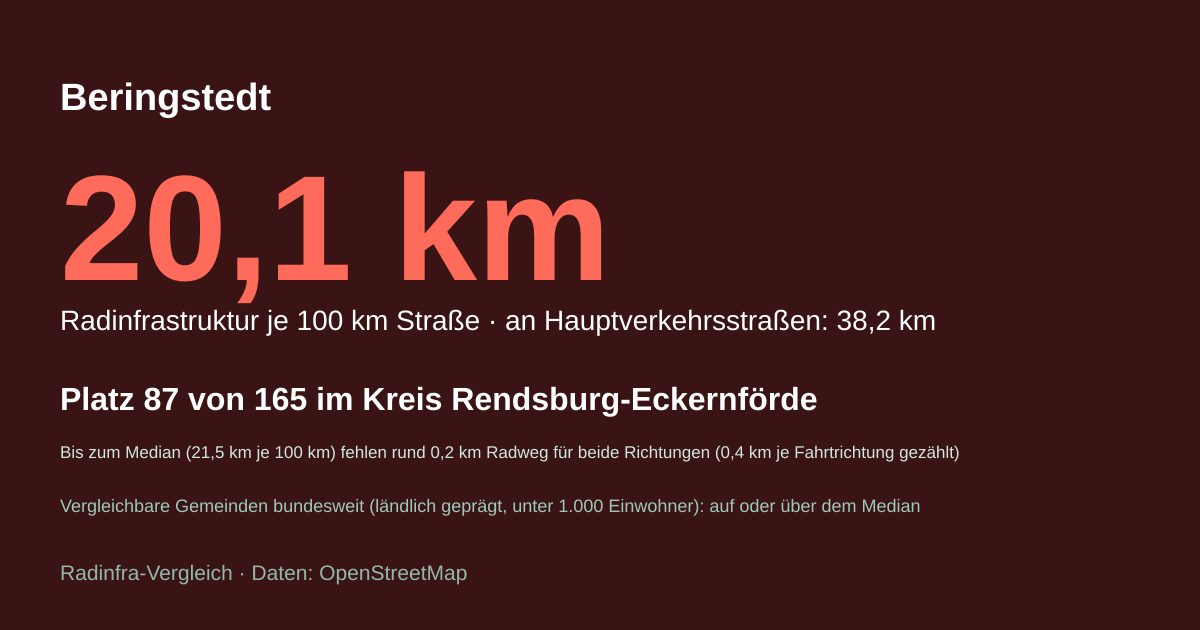 Beringstedt
20,1 km
Radinfrastruktur je 100 km Straße · an Hauptverkehrsstraßen: 38,2 km
Platz 87 von 165 im Kreis Rendsburg-Eckernförde
Bis zum Median (21,5 km je 100 km) fehlen rund 0,2 km Radweg für beide Richtungen (0,4 km je Fahrtrichtung gezählt)
Vergleichbare Gemeinden bundesweit (ländlich geprägt, unter 1.000 Einwohner): auf oder über dem Median
Radinfra-Vergleich · Daten: OpenStreetMap